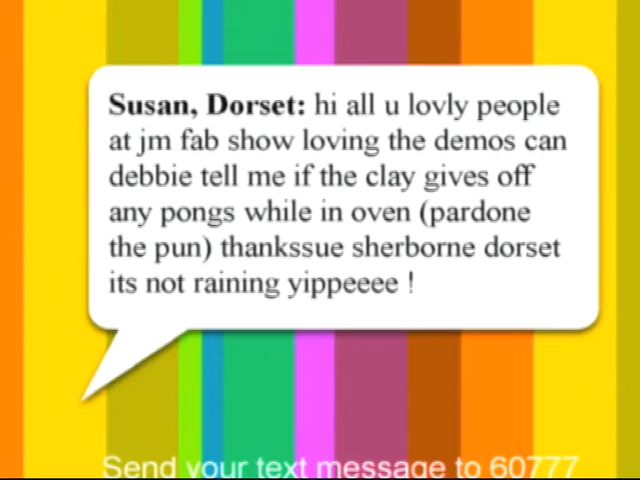 Susan, Dorset: hi all u lovly people
at jm fab show loving the demos can
debbie tell me if the clay gives off
any pongs while in oven (pardone
the pun) thankssue sherborne dorset
its not raining yippeeee !
Send your text message to 60777